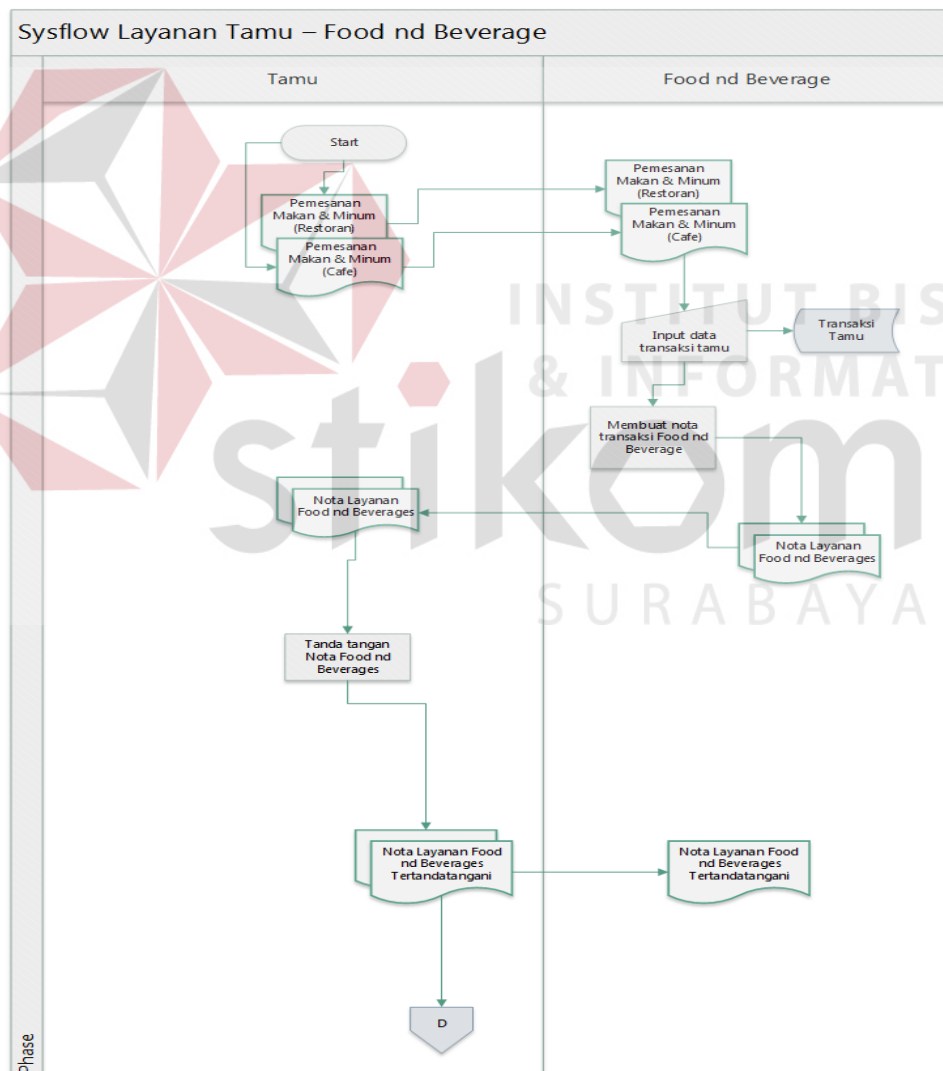 Sysflow Layanan Tamu – Food nd Beverage
Tamu
Food nd Beverage
Start
Pemesanan
Makan & Minum
(Restoran)
Pemesanan
Makan & Minum
(Cafe)
Pemesanan
Makan & Minum
(Restoran)
Pemesanan
Makan & Minum
(Cafe)
INSTITUT BIS
& INFORMAT
stikom
SURABAYA
Input data
transaksi tamu
Transaksi
Tamu
Membuat nota
transaksi Food nd
Beverage
Nota Layanan
Food nd Beverages
Nota Layanan
Food nd Beverages
Tanda tangan
Nota Food nd
Beverages
Nota Layanan Food
nd Beverages
Tertandatangani
Nota Layanan Food
nd Beverages
Tertandatangani
D
Phase